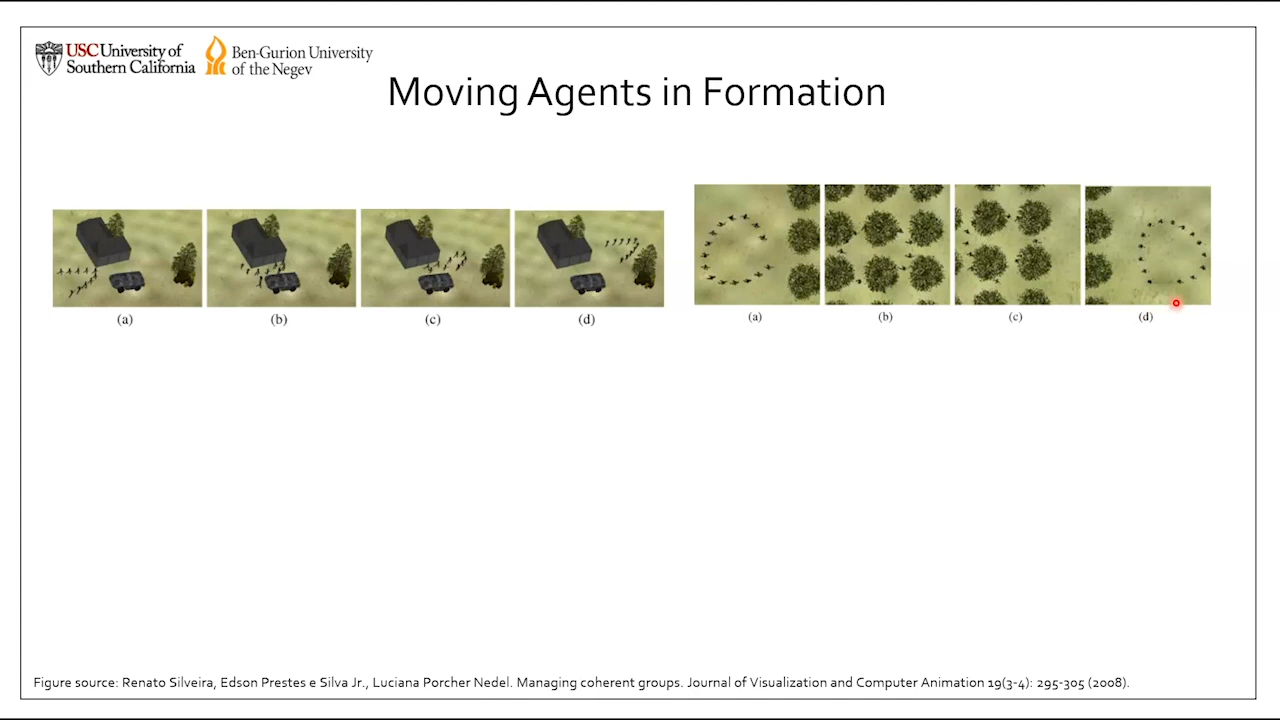 USC University of
Southern California
Ben-Gurion University
of the Negev
Moving Agents in Formation
(a)
(b)
(c)
(d)
(a)
(b)
(c)
(d)
Figure source: Renato Silveira, Edson Prestes e Silva Jr., Luciana Porcher Nedel. Managing coherent groups. Journal of Visualization and Computer Animation 19(3-4): 295-305 (2008).